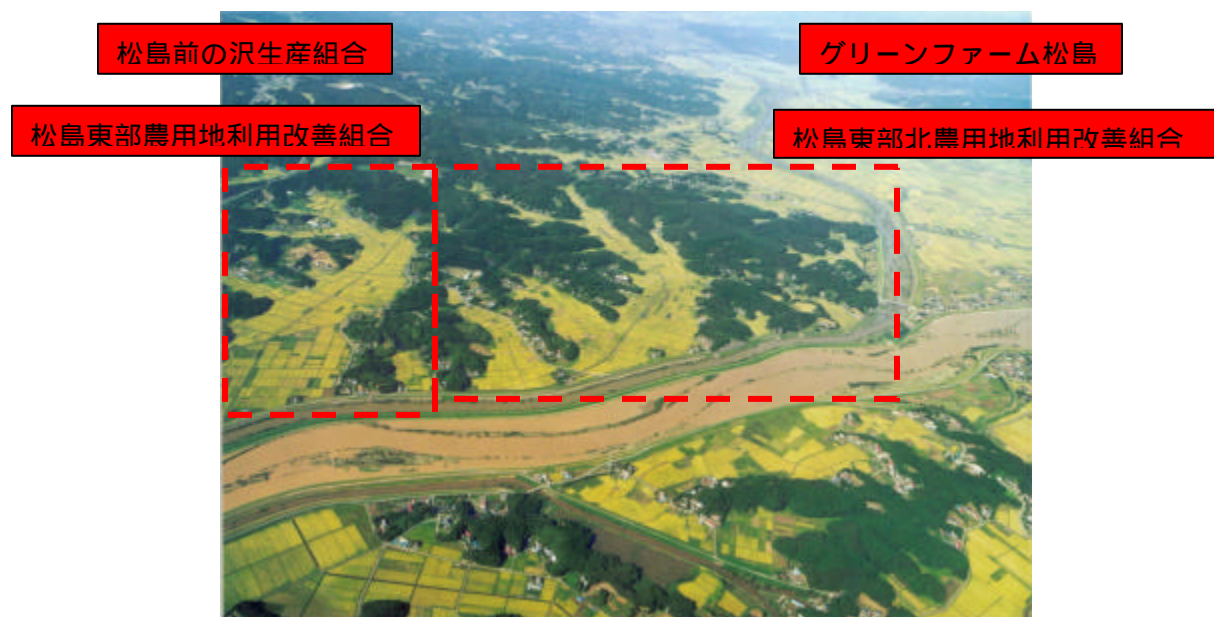 松島前の沢生産組合
グリーンファーム松島
松島東部農用地利用改善組合
松島東部北農用地利用改善組合